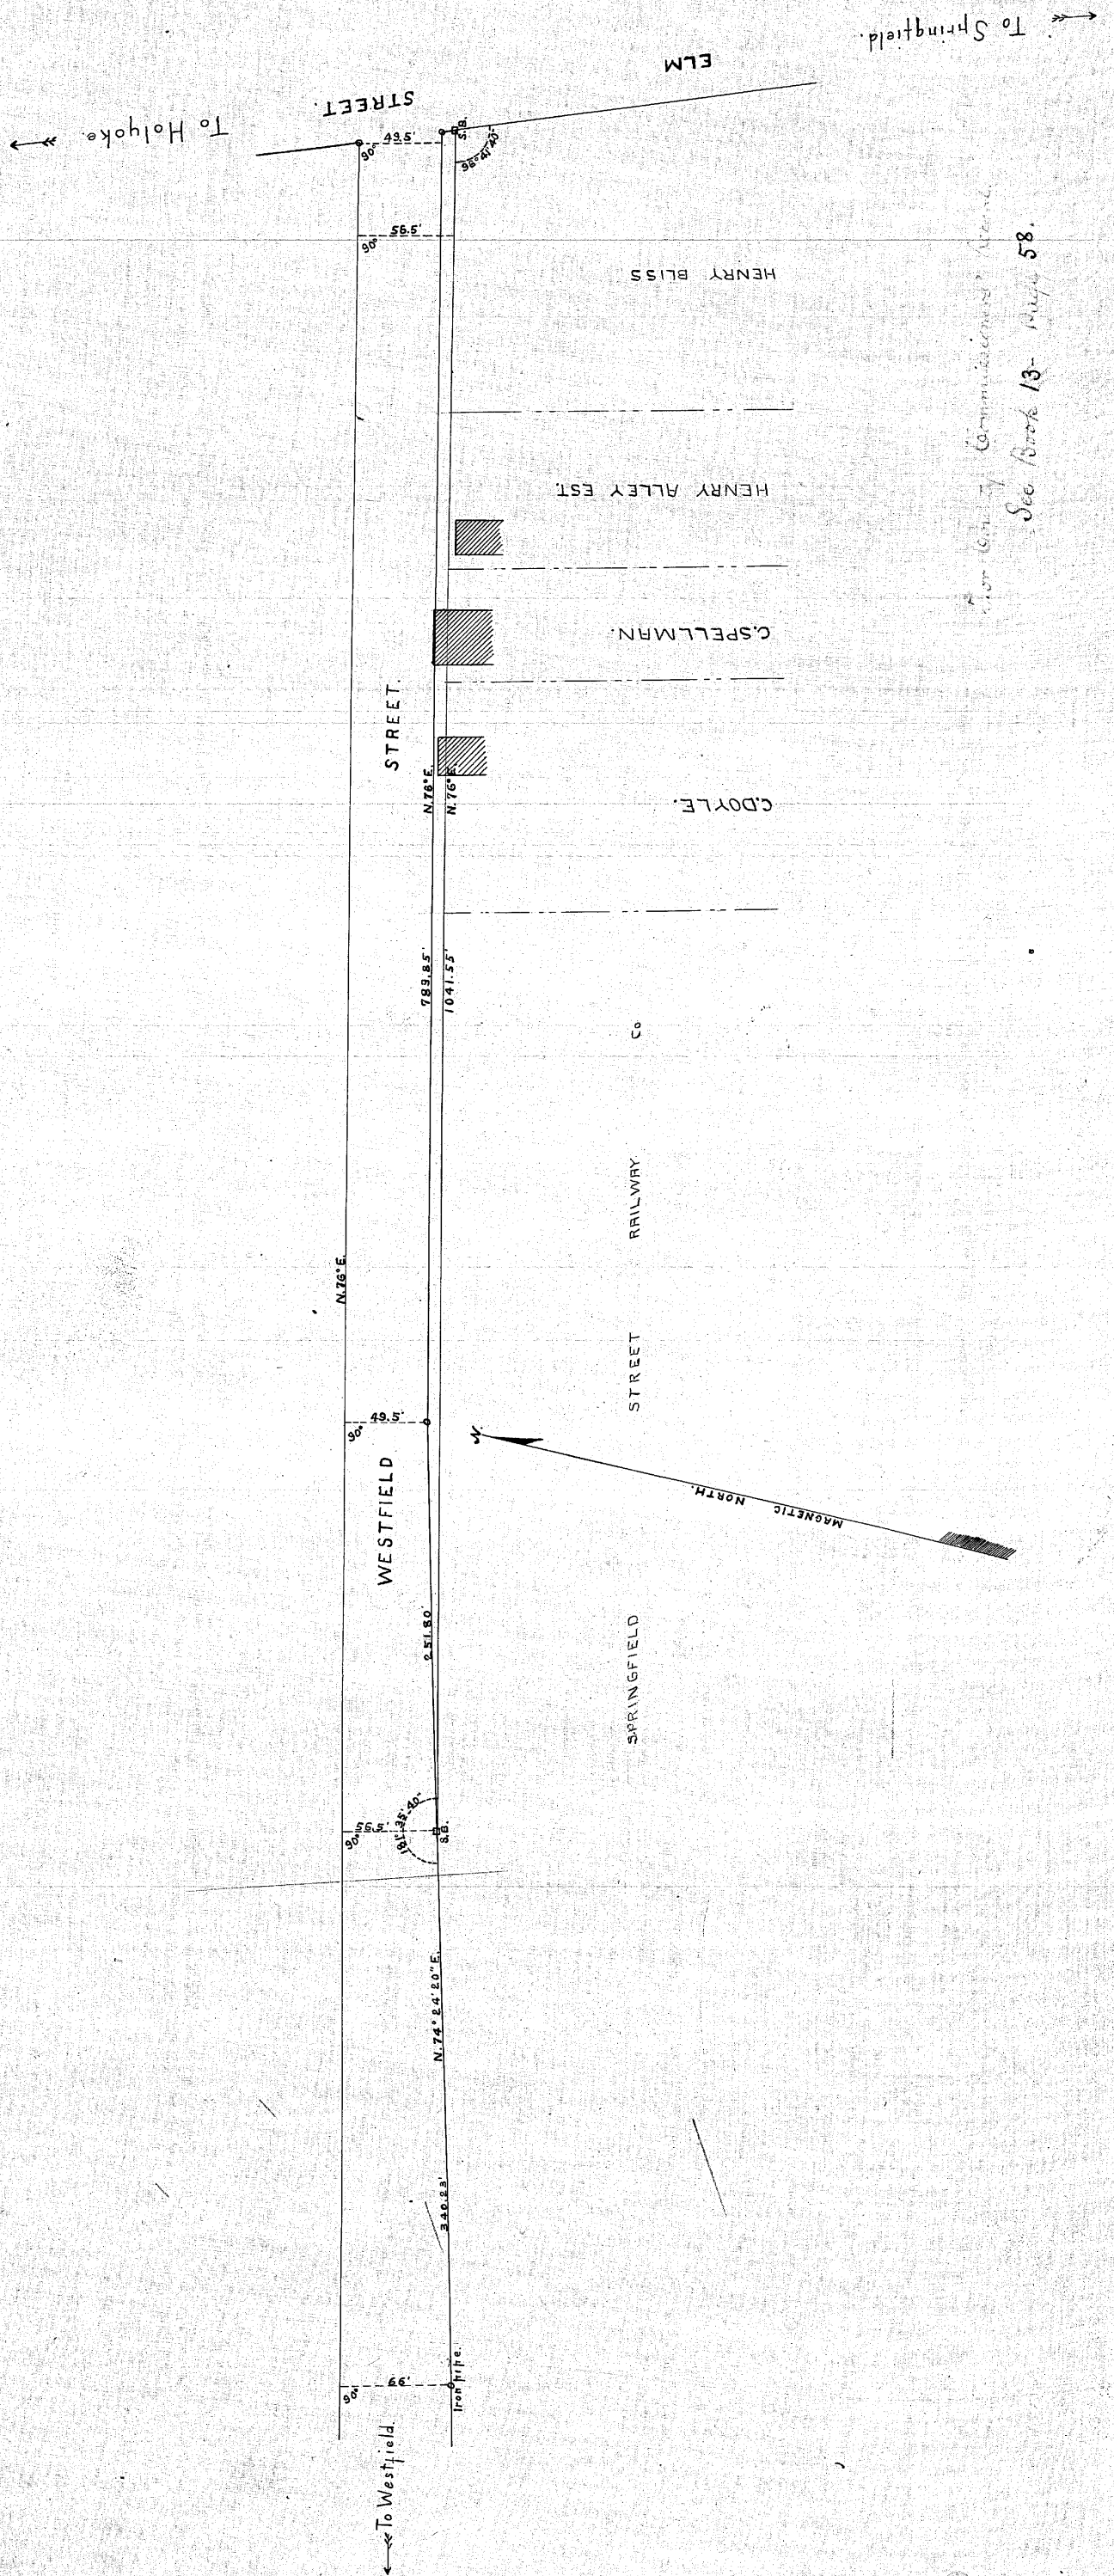 To Springfield.
ELM
STREET.
To Holyoke.
49.5'
90°
S.B.
96°41'40"
56.5'
90°
HENRY BLISS
See Book 13- Page 58.
HENRY ALLEY EST.
C. SPELLMAN.
STREET.
N.76°E.
N.76°E.
C. DOYLE.
789.85'
1041.55'
SPRINGFIELD STREET RAILWAY Co
N.76°E.
49.5'
90°
N.
MAGNETIC NORTH.
WESTFIELD
251.80'
181°35'40"
56.5'
90°
S.B.
N.74°24'20"E.
340.23'
66'
90°
Iron pipe.
To Westfield.